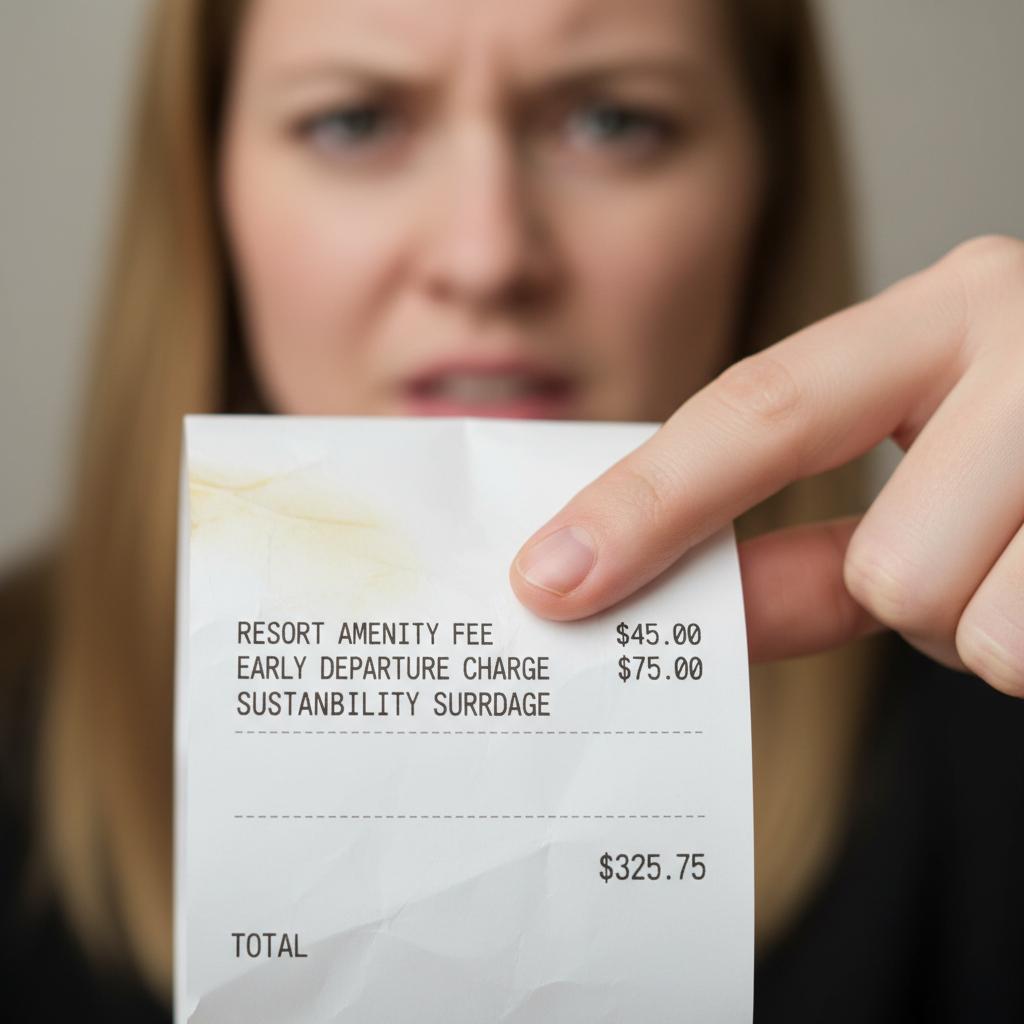 RESORT AMENITY FEE $45.00
EARLY DEPARTURE CHARGE $75.00
SUSTANBILITY SURRDAGE
$325.75
TOTAL